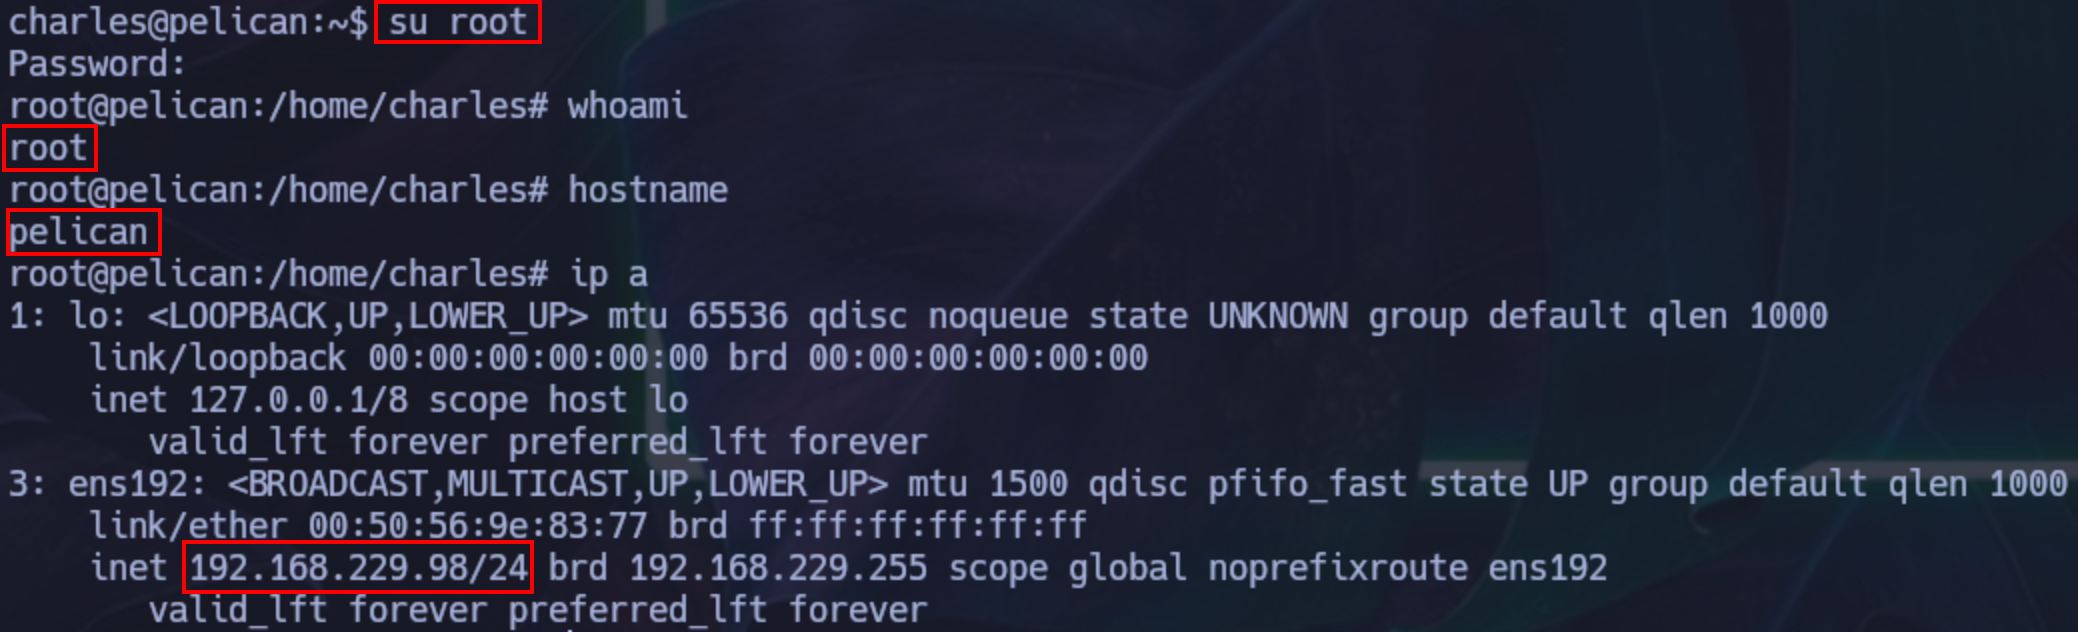 charles@pelican:~$ su root
Password:
root@pelican:/home/charles# whoami
root
root@pelican:/home/charles# hostname
pelican
root@pelican:/home/charles# ip a
1: lo: <LOOPBACK,UP,LOWER_UP> mtu 65536 qdisc noqueue state UNKNOWN group default qlen 1000
    link/loopback 00:00:00:00:00:00 brd 00:00:00:00:00:00
    inet 127.0.0.1/8 scope host lo
       valid_lft forever preferred_lft forever
3: ens192: <BROADCAST,MULTICAST,UP,LOWER_UP> mtu 1500 qdisc pfifo_fast state UP group default qlen 1000
    link/ether 00:50:56:9e:83:77 brd ff:ff:ff:ff:ff:ff
    inet 192.168.229.98/24 brd 192.168.229.255 scope global noprefixroute ens192
       valid_lft forever preferred_lft forever